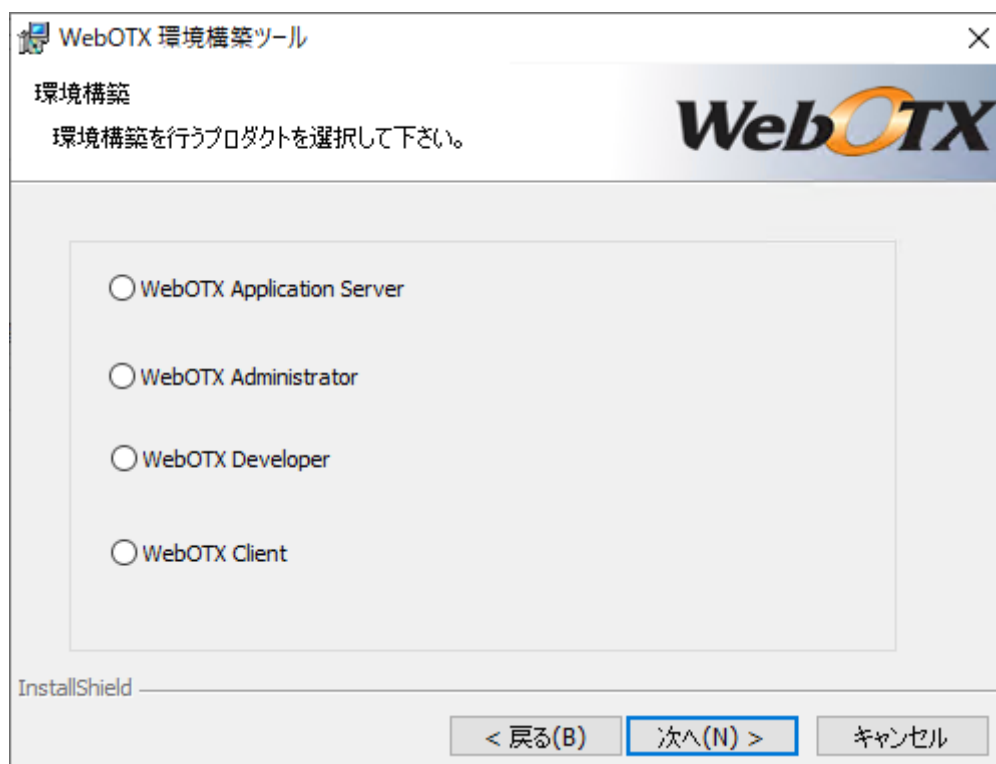 WebOTX 環境構築ツール
環境構築
環境構築を行うプロダクトを選択して下さい。
WebOTX
WebOTX Application Server
WebOTX Administrator
WebOTX Developer
WebOTX Client
InstallShield
< 戻る(B)
次へ(N) >
キャンセル